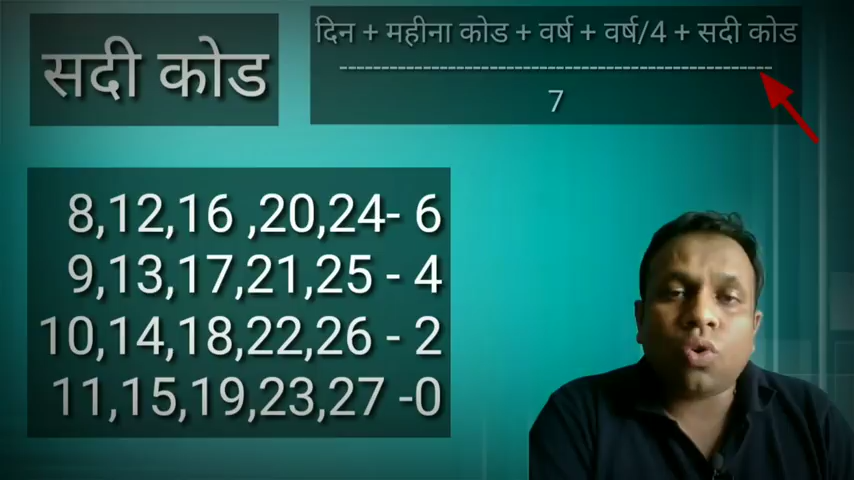 सदी कोड
दिन + महीना कोड + वर्ष + वर्ष/4 + सदी कोड
--------------------------------------------------------
7
8,12,16 ,20,24- 6
9,13,17,21,25 - 4
10,14,18,22,26 - 2
11,15,19,23,27 -0